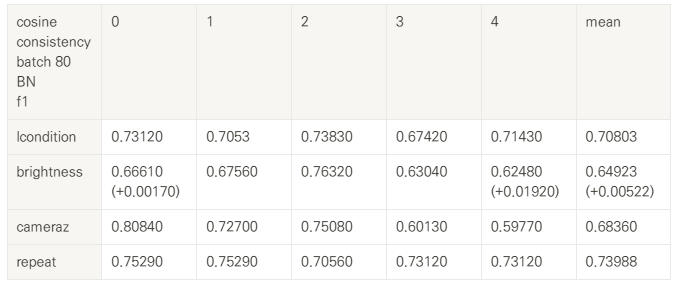 cosine 0 1 2 3 4 mean
consistency
batch 80
BN
f1
lcondition 0.73120 0.7053 0.73830 0.67420 0.71430 0.70803
brightness 0.66610 0.67560 0.76320 0.63040 0.62480 0.64923
(+0.00170) (+0.01920) (+0.00522)
cameraz 0.80840 0.72700 0.75080 0.60130 0.59770 0.68360
repeat 0.75290 0.75290 0.70560 0.73120 0.73120 0.73988